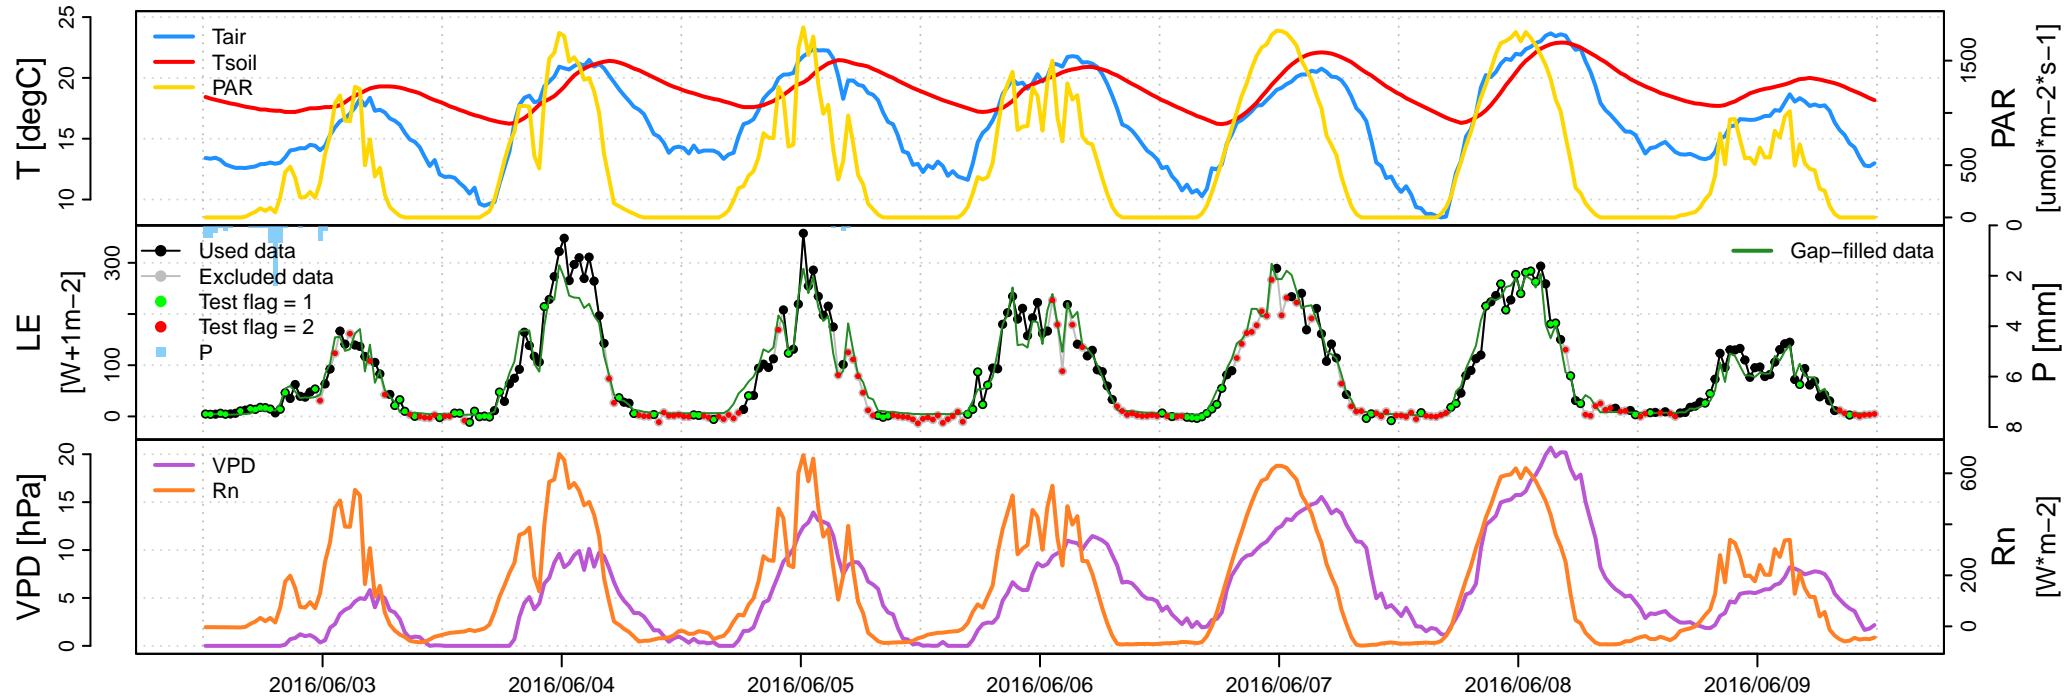 T [degC]
10 15 20 25
Tair
Tsoil
PAR
0 500 1500
PAR
[umol*m−2*s−1]
LE
[W+1m−2]
0 100 300
Used data
Excluded data
Test flag = 1
Test flag = 2
P
Gap−filled data
0 2 4 6 8
P [mm]
VPD [hPa]
0 5 10 15 20
VPD
Rn
0 200 600
Rn
[W*m−2]
2016/06/03 2016/06/04 2016/06/05 2016/06/06 2016/06/07 2016/06/08 2016/06/09